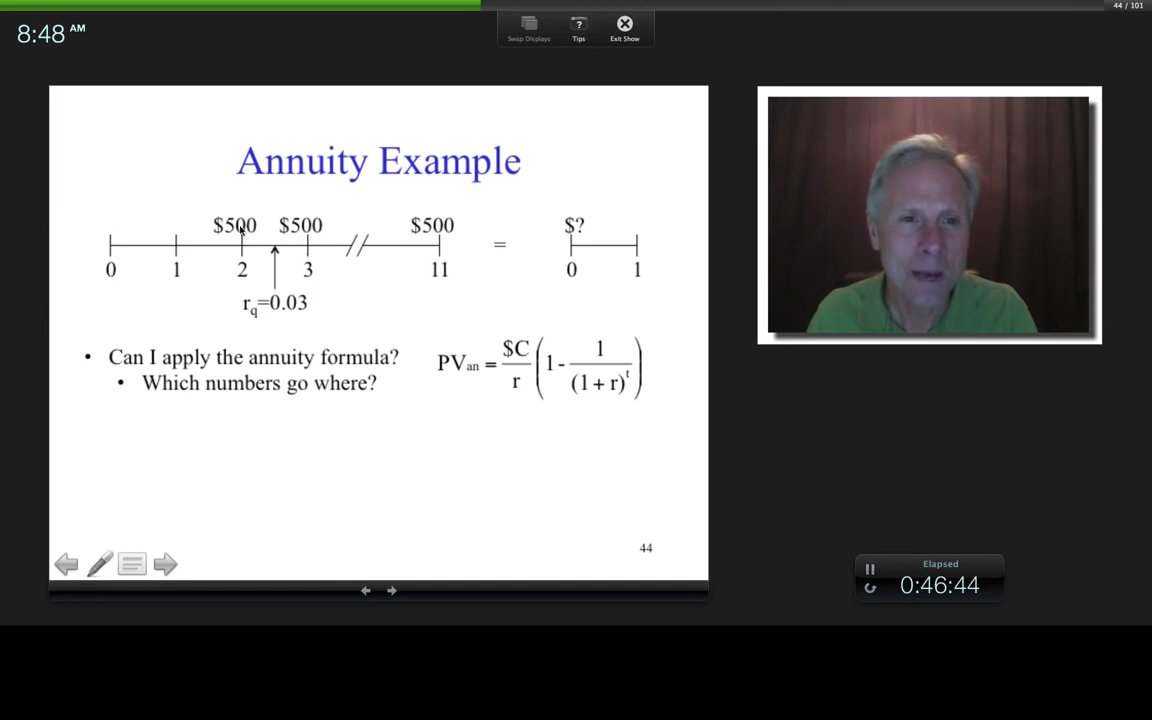 44 / 101
8:48 AM
Swap Displays
?
Tips
Exit Show
Annuity Example
$500 $500 $500 $?
=
0 1 2 3 11 0 1
rq=0.03
• Can I apply the annuity formula?
• Which numbers go where?
PVan = $C/r (1 - 1/(1 + r)^t)
44
Elapsed
0:46:44